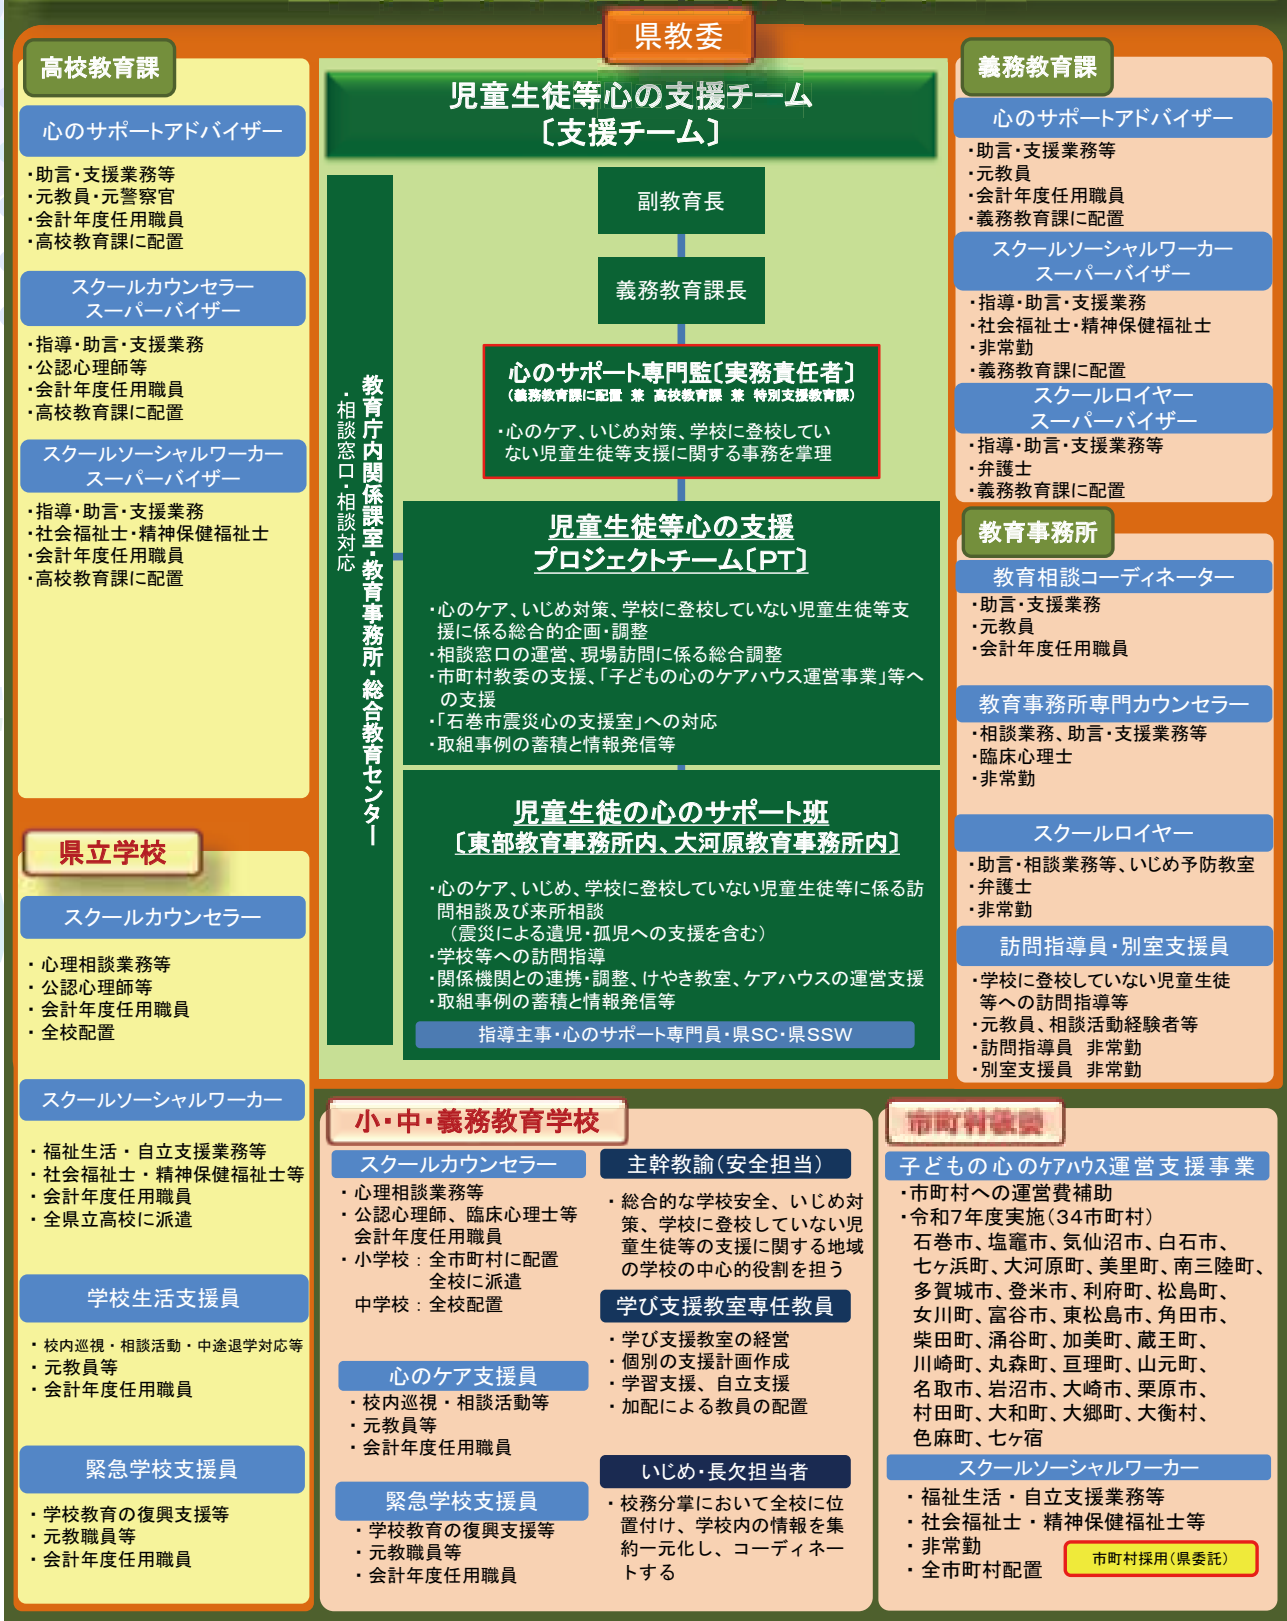 県教委
高校教育課
心のサポートアドバイザー
・助言・支援業務等
・元教員・元警察官
・会計年度任用職員
・高校教育課に配置
スクールカウンセラー
スーパーバイザー
・指導・助言・支援業務
・公認心理師等
・会計年度任用職員
・高校教育課に配置
スクールソーシャルワーカー
スーパーバイザー
・指導・助言・支援業務
・社会福祉士・精神保健福祉士
・会計年度任用職員
・高校教育課に配置
児童生徒等心の支援チーム
〔支援チーム〕
副教育長
義務教育課長
心のサポート専門監〔実務責任者〕
(義務教育課に配置 兼 高校教育課 兼 特別支援教育課)
・心のケア、いじめ対策、学校に登校してい
ない児童生徒等支援に関する事務を掌理
教育庁内関係課室・教育事務所・総合教育センター
・相談窓口・相談対応
児童生徒等心の支援
プロジェクトチーム〔PT〕
・心のケア、いじめ対策、学校に登校していない児童生徒等支
援に係る総合的企画・調整
・相談窓口の運営、現場訪問に係る総合調整
・市町村教委の支援、「子どもの心のケアハウス運営事業」等へ
の支援
・「石巻市震災心の支援室」への対応
・取組事例の蓄積と情報発信等
児童生徒の心のサポート班
〔東部教育事務所内、大河原教育事務所内〕
・心のケア、いじめ、学校に登校していない児童生徒等に係る訪
問相談及び来所相談
（震災による遺児・孤児への支援を含む）
・学校等への訪問指導
・関係機関との連携・調整、けやき教室、ケアハウスの運営支援
・取組事例の蓄積と情報発信等
指導主事・心のサポート専門員・県SC・県SSW
義務教育課
心のサポートアドバイザー
・助言・支援業務等
・元教員
・会計年度任用職員
・義務教育課に配置
スクールソーシャルワーカー
スーパーバイザー
・指導・助言・支援業務
・社会福祉士・精神保健福祉士
・非常勤
・義務教育課に配置
スクールロイヤー
スーパーバイザー
・指導・助言・支援業務等
・弁護士
・義務教育課に配置
教育事務所
教育相談コーディネーター
・助言・支援業務
・元教員
・会計年度任用職員
教育事務所専門カウンセラー
・相談業務、助言・支援業務等
・臨床心理士
・非常勤
スクールロイヤー
・助言・相談業務等、いじめ予防教室
・弁護士
・非常勤
訪問指導員・別室支援員
・学校に登校していない児童生徒
等への訪問指導等
・元教員、相談活動経験者等
・訪問指導員 非常勤
・別室支援員 非常勤
県立学校
スクールカウンセラー
・心理相談業務等
・公認心理師等
・会計年度任用職員
・全校配置
スクールソーシャルワーカー
・福祉生活・自立支援業務等
・社会福祉士・精神保健福祉士等
・会計年度任用職員
・全県立高校に派遣
学校生活支援員
・校内巡視・相談活動・中途退学対応等
・元教員等
・会計年度任用職員
緊急学校支援員
・学校教育の復興支援等
・元教職員等
・会計年度任用職員
小・中・義務教育学校
スクールカウンセラー
・心理相談業務等
・公認心理師、臨床心理士等
会計年度任用職員
・小学校：全市町村に配置
全校に派遣
中学校：全校配置
心のケア支援員
・校内巡視・相談活動等
・元教員等
・会計年度任用職員
緊急学校支援員
・学校教育の復興支援等
・元教職員等
・会計年度任用職員
主幹教諭(安全担当)
・総合的な学校安全、いじめ対
策、学校に登校していない児
童生徒等の支援に関する地域
の学校の中心的役割を担う
学び支援教室専任教員
・学び支援教室の経営
・個別の支援計画作成
・学習支援、自立支援
・加配による教員の配置
いじめ・長欠担当者
・校務分掌において全校に位
置付け、学校内の情報を集
約一元化し、コーディネー
トする
市町村教委
子どもの心のケアハウス運営支援事業
・市町村への運営費補助
・令和7年度実施(34市町村)
石巻市、塩竈市、気仙沼市、白石市、
七ヶ浜町、大河原町、美里町、南三陸町、
多賀城市、登米市、利府町、松島町、
女川町、富谷市、東松島市、角田市、
柴田町、涌谷町、加美町、蔵王町、
川崎町、丸森町、亘理町、山元町、
名取市、岩沼市、大崎市、栗原市、
村田町、大和町、大郷町、大衡村、
色麻町、七ヶ宿
スクールソーシャルワーカー
・福祉生活・自立支援業務等
・社会福祉士・精神保健福祉士等
・非常勤
・全市町村配置
市町村採用(県委託)